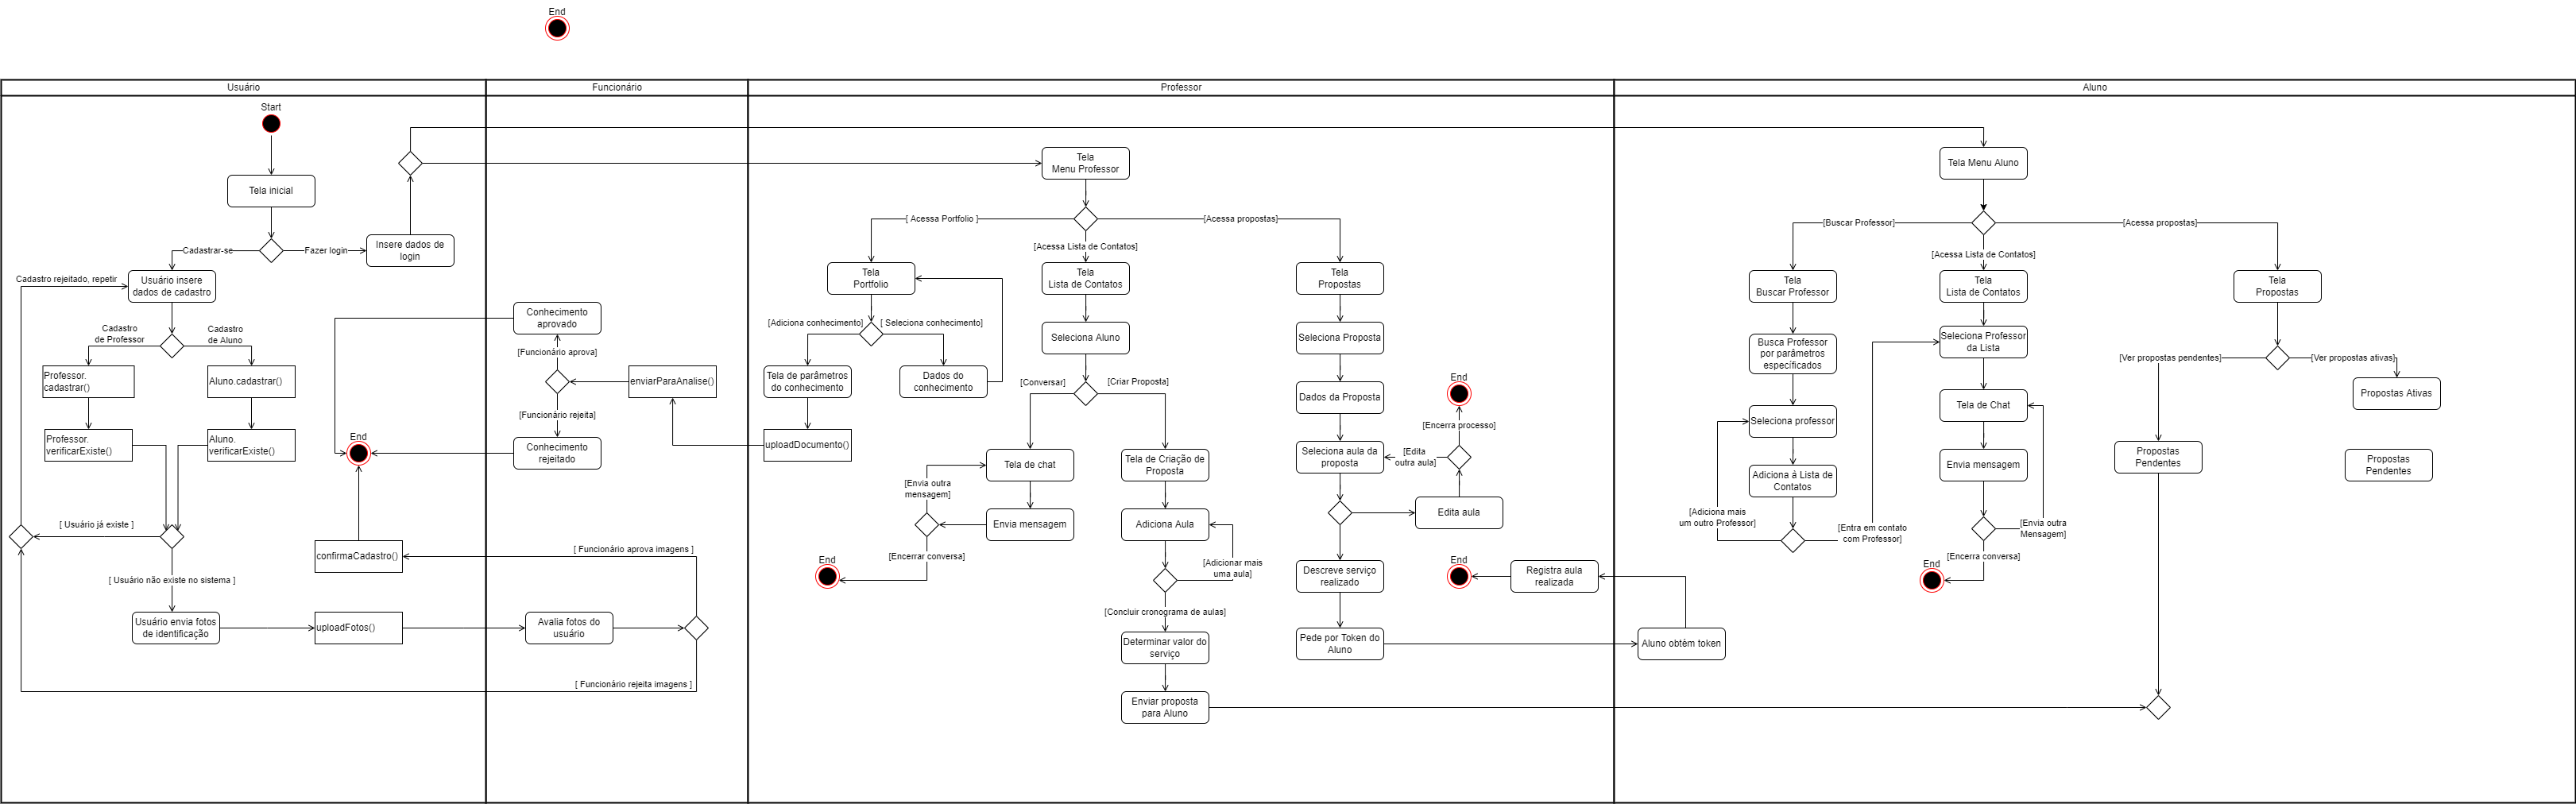 End
Usuário
Funcionário
Professor
Aluno
Start
Tela inicial
Cadastrar-se
Fazer login
Insere dados de
login
Cadastro rejeitado, repetir
Usuário insere
dados de cadastro
Cadastro
de Professor
Cadastro
de Aluno
Professor.
cadastrar()
Aluno.cadastrar()
Professor.
verificarExiste()
Aluno.
verificarExiste()
End
[ Usuário já existe ]
[ Usuário não existe no sistema ]
confirmaCadastro()
Usuário envia fotos
de identificação
uploadFotos()
Conhecimento
aprovado
[Funcionário aprova]
enviarParaAnalise()
[Funcionário rejeita]
Conhecimento
rejeitado
[ Funcionário aprova imagens ]
Avalia fotos do
usuário
[ Funcionário rejeita imagens ]
Tela
Menu Professor
[ Acessa Portfolio ]
[Acessa propostas]
[Acessa Lista de Contatos]
Tela
Portfolio
Tela
Lista de Contatos
Tela
Propostas
[Adiciona conhecimento]
[ Seleciona conhecimento]
Seleciona Aluno
Seleciona Proposta
Tela de parâmetros
do conhecimento
Dados do
conhecimento
[Conversar]
[Criar Proposta]
Dados da Proposta
End
uploadDocumento()
[Encerra processo]
Tela de chat
Tela de Criação de
Proposta
Seleciona aula da
proposta
[Edita
outra aula]
[Envia outra
mensagem]
Envia mensagem
Adiciona Aula
Edita aula
[Encerrar conversa]
End
[Adicionar mais
uma aula]
Descreve serviço
realizado
End
Registra aula
realizada
[Concluir cronograma de aulas]
Determinar valor do
serviço
Pede por Token do
Aluno
Enviar proposta
para Aluno
Tela Menu Aluno
[Buscar Professor]
[Acessa propostas]
[Acessa Lista de Contatos]
Tela
Buscar Professor
Tela
Lista de Contatos
Tela
Propostas
Busca Professor
por parâmetros
específicados
Seleciona Professor
da Lista
[Ver propostas pendentes]
[Ver propostas ativas]
Seleciona professor
Tela de Chat
Propostas Ativas
Adiciona á Lista de
Contatos
Envia mensagem
Propostas
Pendentes
Propostas
Pendentes
[Adiciona mais
um outro Professor]
[Entra em contato
com Professor]
[Envia outra
Mensagem]
[Encerra conversa]
End
Aluno obtém token